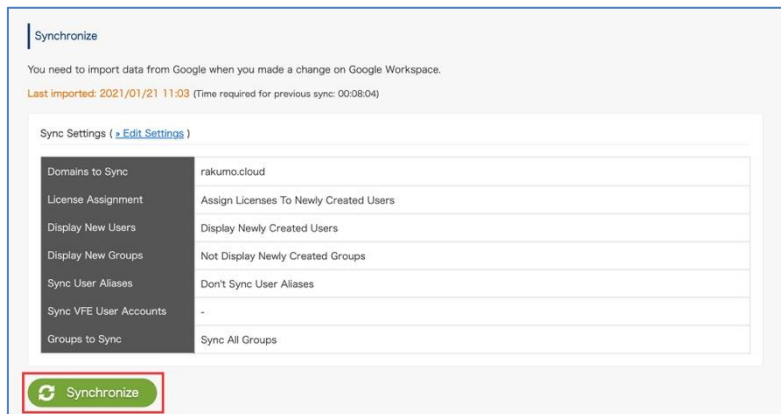 Synchronize
You need to import data from Google when you made a change on Google Workspace.
Last imported: 2021/01/21 11:03 (Time required for previous sync: 00:08:04)
Sync Settings ( » Edit Settings )
Domains to Sync rakumo.cloud
License Assignment Assign Licenses To Newly Created Users
Display New Users Display Newly Created Users
Display New Groups Not Display Newly Created Groups
Sync User Aliases Don't Sync User Aliases
Sync VFE User Accounts -
Groups to Sync Sync All Groups
Synchronize